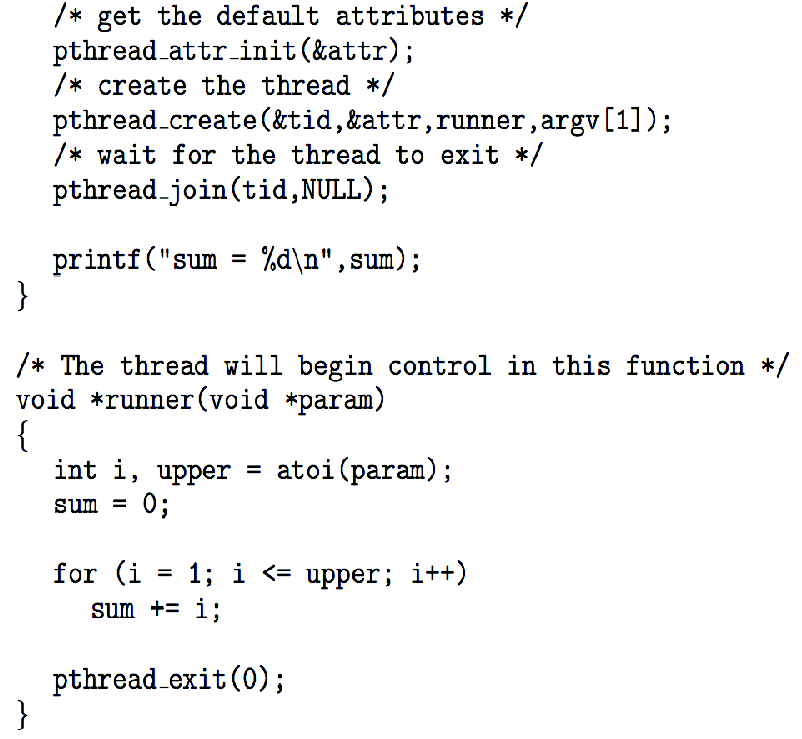 /* get the default attributes */
pthread_attr_init(&attr);
/* create the thread */
pthread_create(&tid,&attr,runner,argv[1]);
/* wait for the thread to exit */
pthread_join(tid,NULL);
printf("sum = %d\n",sum);
}
/* The thread will begin control in this function */
void *runner(void *param)
{
int i, upper = atoi(param);
sum = 0;
for (i = 1; i <= upper; i++)
sum += i;
pthread_exit(0);
}